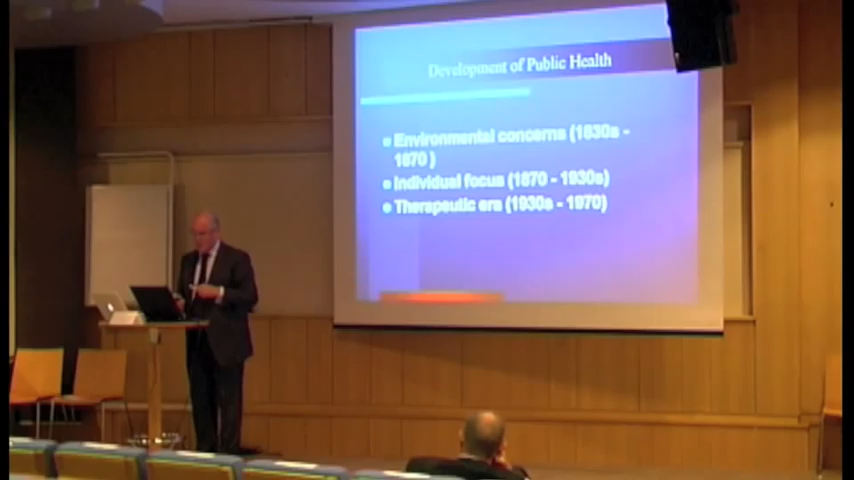 Development of Public Health
Environmental concerns (1830s -
1870 )
Individual focus (1870 - 1930s)
Therapeutic era (1930s - 1970)